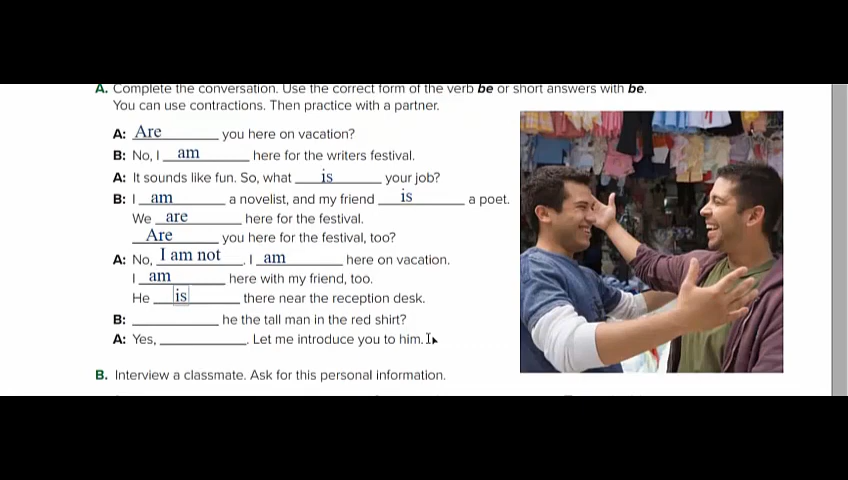 A. Complete the conversation. Use the correct form of the verb be or short answers with be.
You can use contractions. Then practice with a partner.
A: Are you here on vacation?
B: No, I am here for the writers festival.
A: It sounds like fun. So, what is your job?
B: I am a novelist, and my friend is a poet.
We are here for the festival.
Are you here for the festival, too?
A: No, I am not. I am here on vacation.
I am here with my friend, too.
He is there near the reception desk.
B: ____________ he the tall man in the red shirt?
A: Yes, ____________. Let me introduce you to him.
B. Interview a classmate. Ask for this personal information.